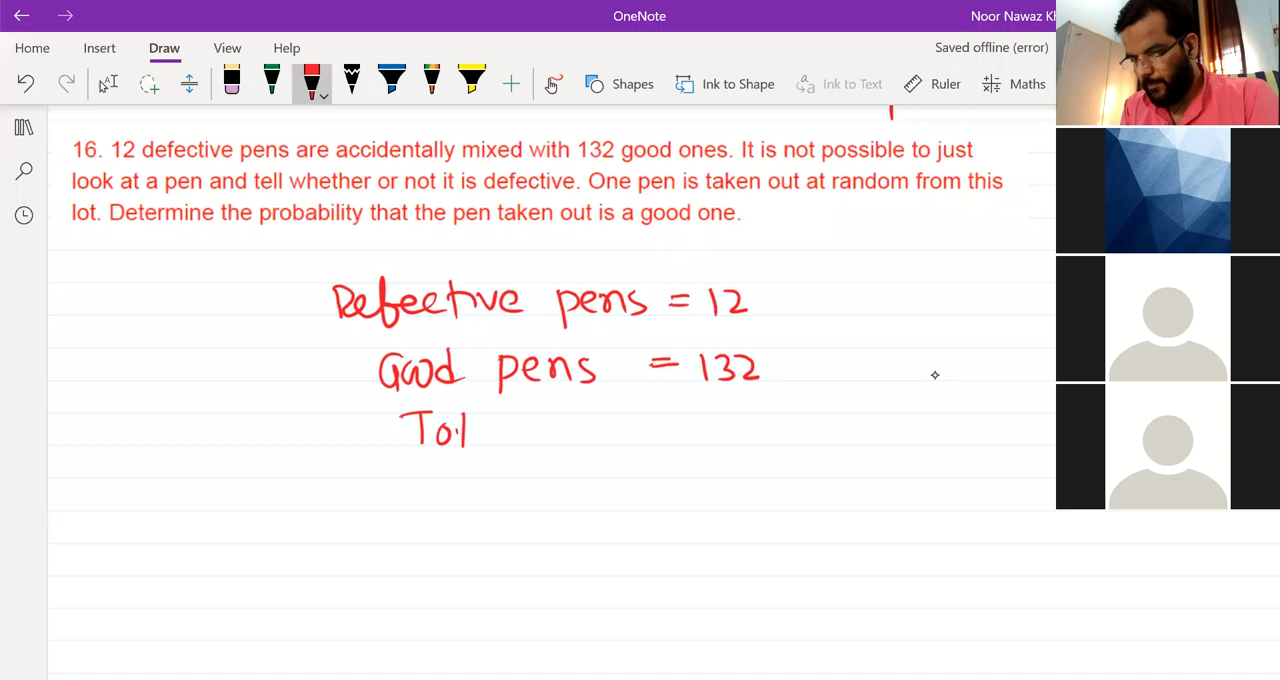 OneNote
Noor Nawaz Kh
Home Insert Draw View Help
Saved offline (error)
Shapes Ink to Shape Ink to Text Ruler Maths
16. 12 defective pens are accidentally mixed with 132 good ones. It is not possible to just
look at a pen and tell whether or not it is defective. One pen is taken out at random from this
lot. Determine the probability that the pen taken out is a good one.
Defective pens = 12
Good pens = 132